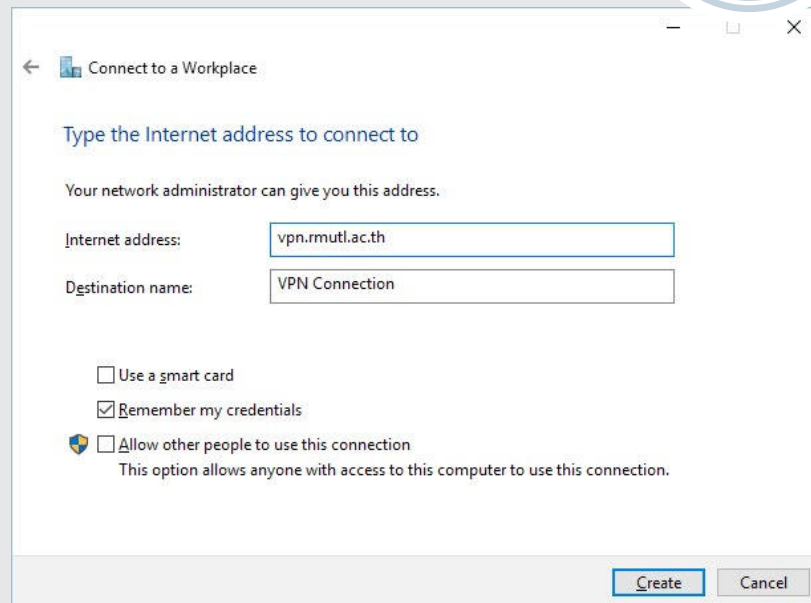 Connect to a Workplace
Type the Internet address to connect to
Your network administrator can give you this address.
Internet address: vpn.rmutl.ac.th
Destination name: VPN Connection
Use a smart card
Remember my credentials
Allow other people to use this connection
This option allows anyone with access to this computer to use this connection.
Create Cancel